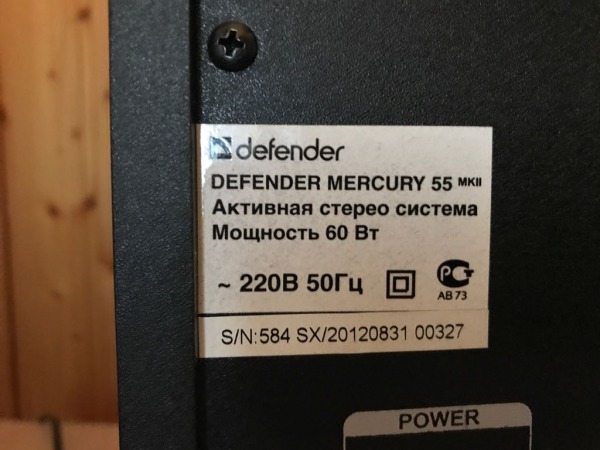 defender
DEFENDER MERCURY 55 MKII
Активная стерео система
Мощность 60 Вт
~ 220В 50Гц
РСТ
АВ 73
S/N:584 SX/20120831 00327
POWER